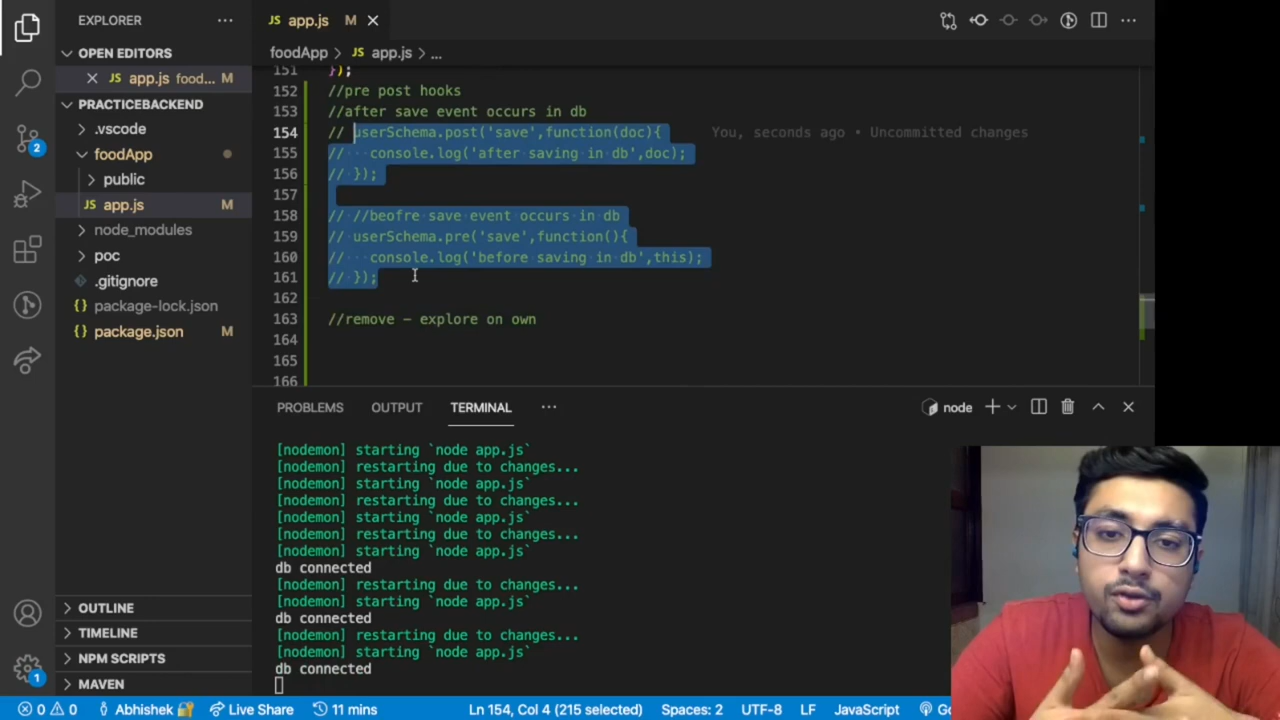 EXPLORER
···
JS app.js M ×
···
OPEN EDITORS
× JS app.js food... M
foodApp > JS app.js > ...
PRACTICEBACKEND
.vscode
foodApp
public
JS app.js M
node_modules
poc
.gitignore
{} package-lock.json
{} package.json M
OUTLINE
TIMELINE
NPM SCRIPTS
MAVEN
2
1
151 });
152 //pre post hooks
153 //after save event occurs in db
154 // userSchema.post('save',function(doc){ You, seconds ago • Uncommitted changes
155 //   console.log('after saving in db',doc);
156 // });
157
158 // //beofre save event occurs in db
159 // userSchema.pre('save',function(){
160 //   console.log('before saving in db',this);
161 // });
162
163 //remove - explore on own
164
165
166
PROBLEMS OUTPUT TERMINAL ··· node
[nodemon] starting `node app.js`
[nodemon] restarting due to changes...
[nodemon] starting `node app.js`
[nodemon] restarting due to changes...
[nodemon] starting `node app.js`
[nodemon] restarting due to changes...
[nodemon] starting `node app.js`
db connected
[nodemon] restarting due to changes...
[nodemon] starting `node app.js`
db connected
[nodemon] restarting due to changes...
[nodemon] starting `node app.js`
db connected
0 0 Abhishek Live Share 11 mins Ln 154, Col 4 (215 selected) Spaces: 2 UTF-8 LF JavaScript Go